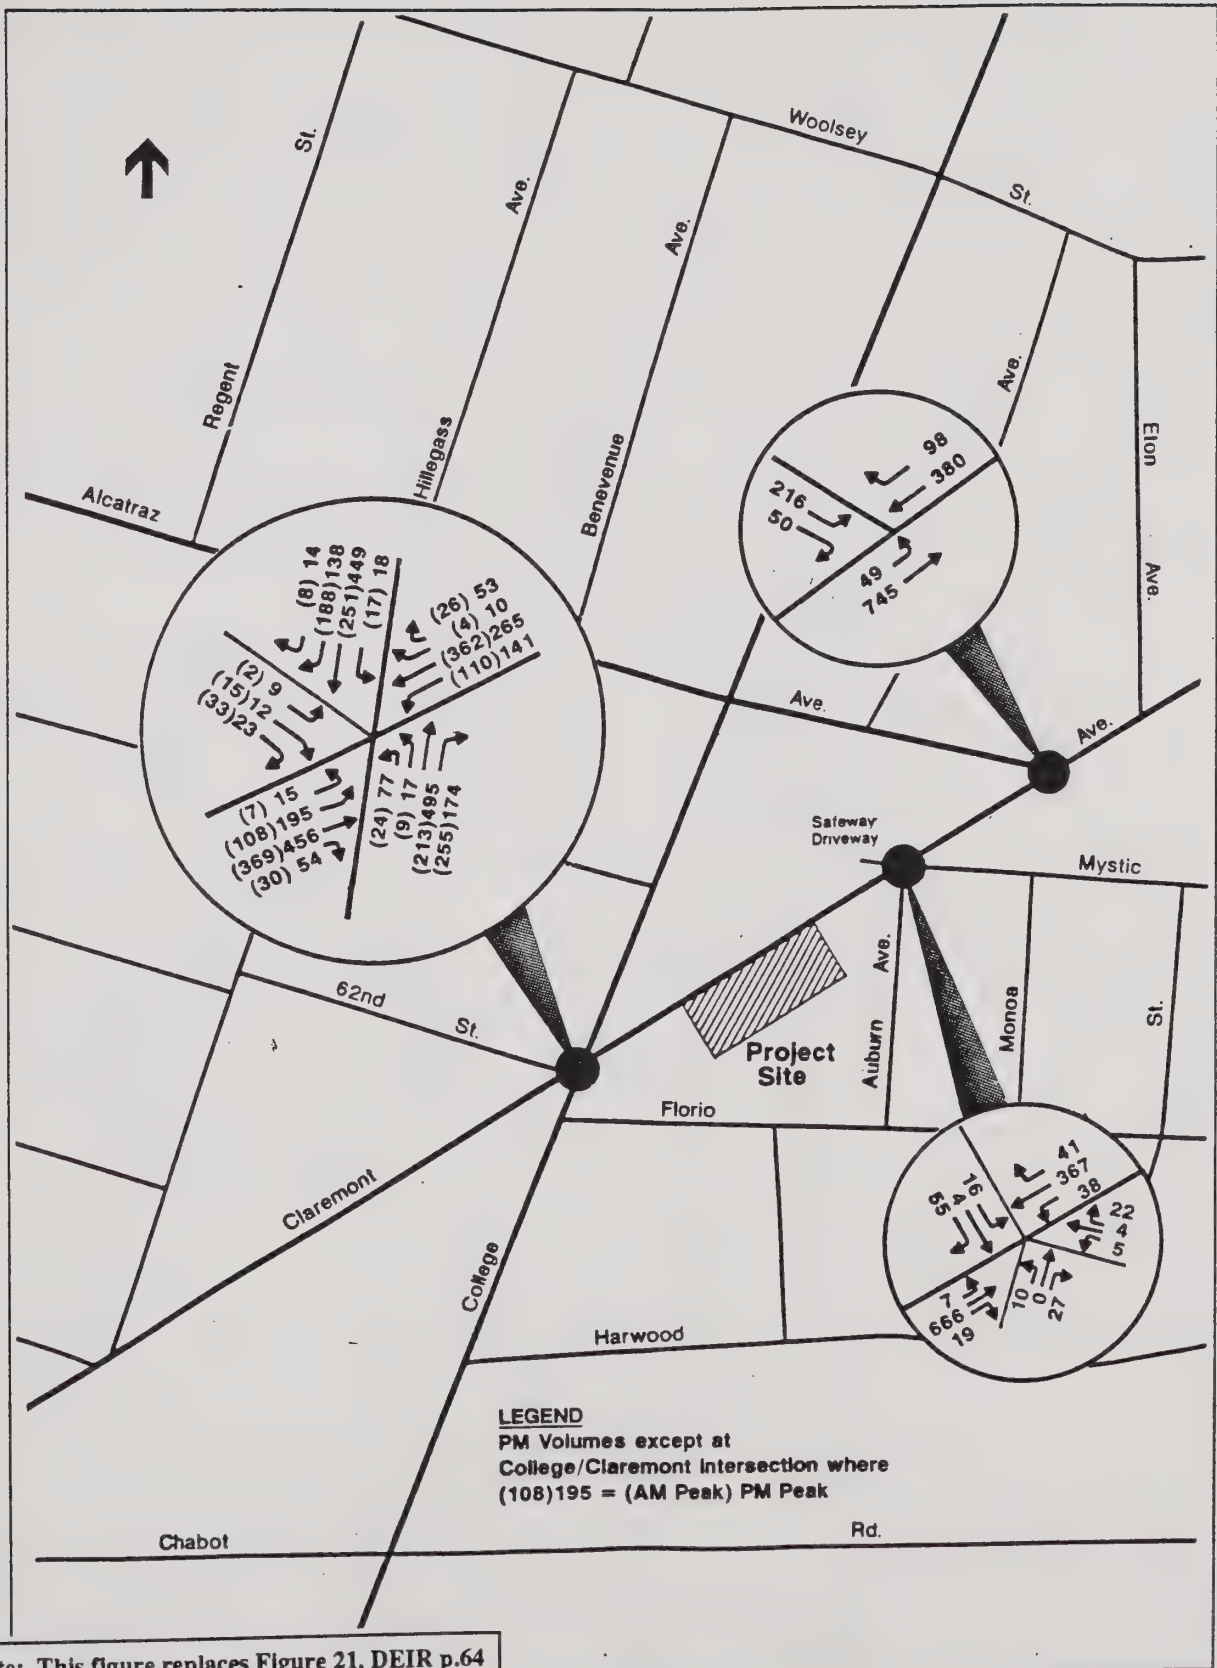 Woolsey
St.
St.
Ave.
Ave.
Ave.
Regent
Hillegass
Benevenue
Eton
Ave.
Alcatraz
98
380
216
50
49
745
(8) 14
(188)138
(251)449
(17) 18
(26) 53
(4) 10
(362)265
(110)141
(2) 9
(15)12
(33)23
(7) 15
(108)195
(369)456
(30) 54
(24) 77
(9) 17
(213)495
(255)174
Ave.
Ave.
Safeway
Driveway
Mystic
62nd
St.
Project
Site
Auburn
Ave.
Monoa
St.
Florio
Claremont
College
Harwood
41
367
38
16
4
55
22
4
5
7
666
19
10
0
27
LEGEND
PM Volumes except at
College/Claremont Intersection where
(108)195 = (AM Peak) PM Peak
Chabot
Rd.
This figure replaces Figure 21, DEIR p.64